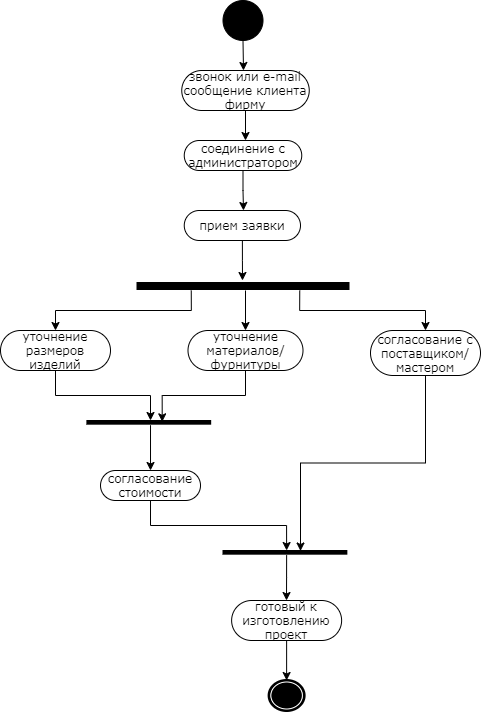 звонок или e-mail
сообщение клиента
фирму
соединение с
администратором
прием заявки
уточнение
размеров
изделий
уточнение
материалов/
фурнитуры
согласование с
поставщиком/
мастером
согласование
стоимости
готовый к
изготовлению
проект